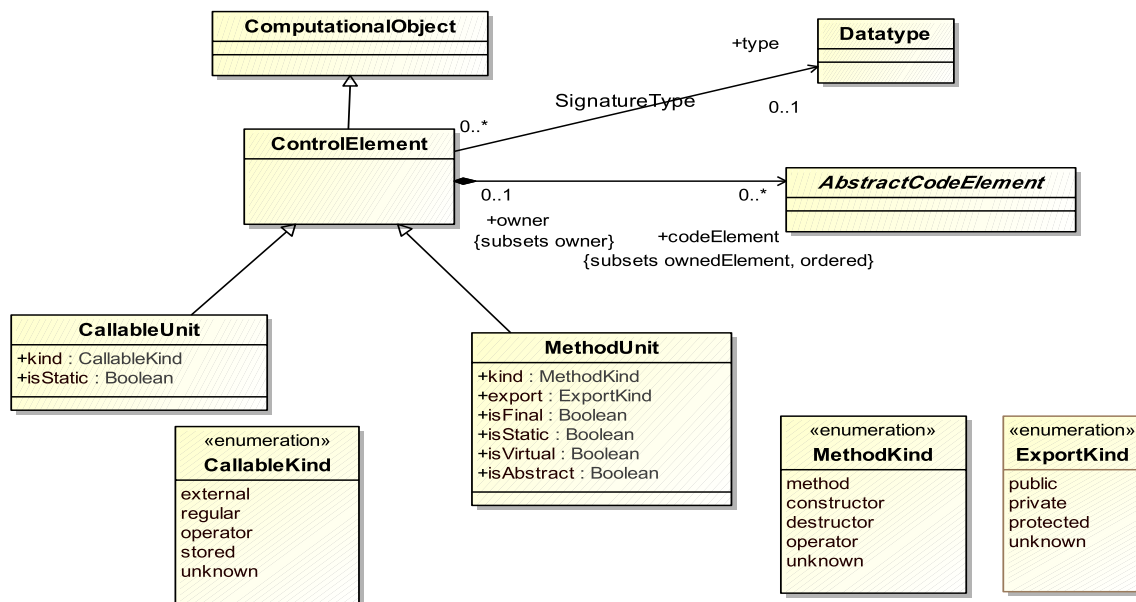 ComputationalObject
Datatype
+type
SignatureType
0..1
0..*
ControlElement
AbstractCodeElement
0..1
0..*
+owner
{subsets owner}
+codeElement
{subsets ownedElement, ordered}
CallableUnit
+kind : CallableKind
+isStatic : Boolean
MethodUnit
+kind : MethodKind
+export : ExportKind
+isFinal : Boolean
+isStatic : Boolean
+isVirtual : Boolean
+isAbstract : Boolean
«enumeration»
CallableKind
external
regular
operator
stored
unknown
«enumeration»
MethodKind
method
constructor
destructor
operator
unknown
«enumeration»
ExportKind
public
private
protected
unknown